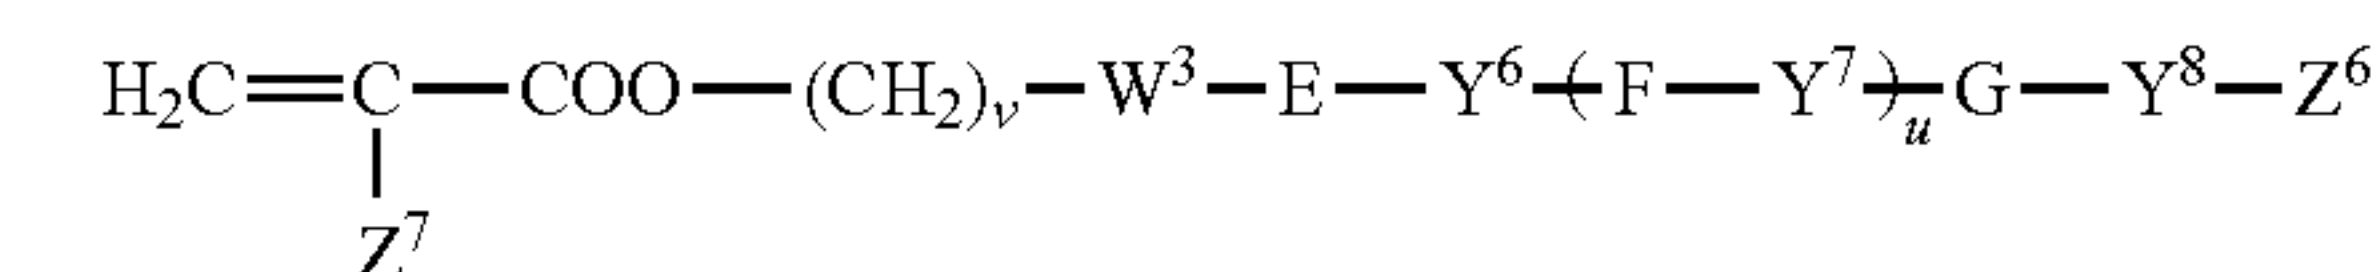 H₂C=C—COO—(CH₂)ᵥ—W³—E—Y⁶—(F—Y⁷)ᵤ—G—Y⁸—Z⁶
Z⁷